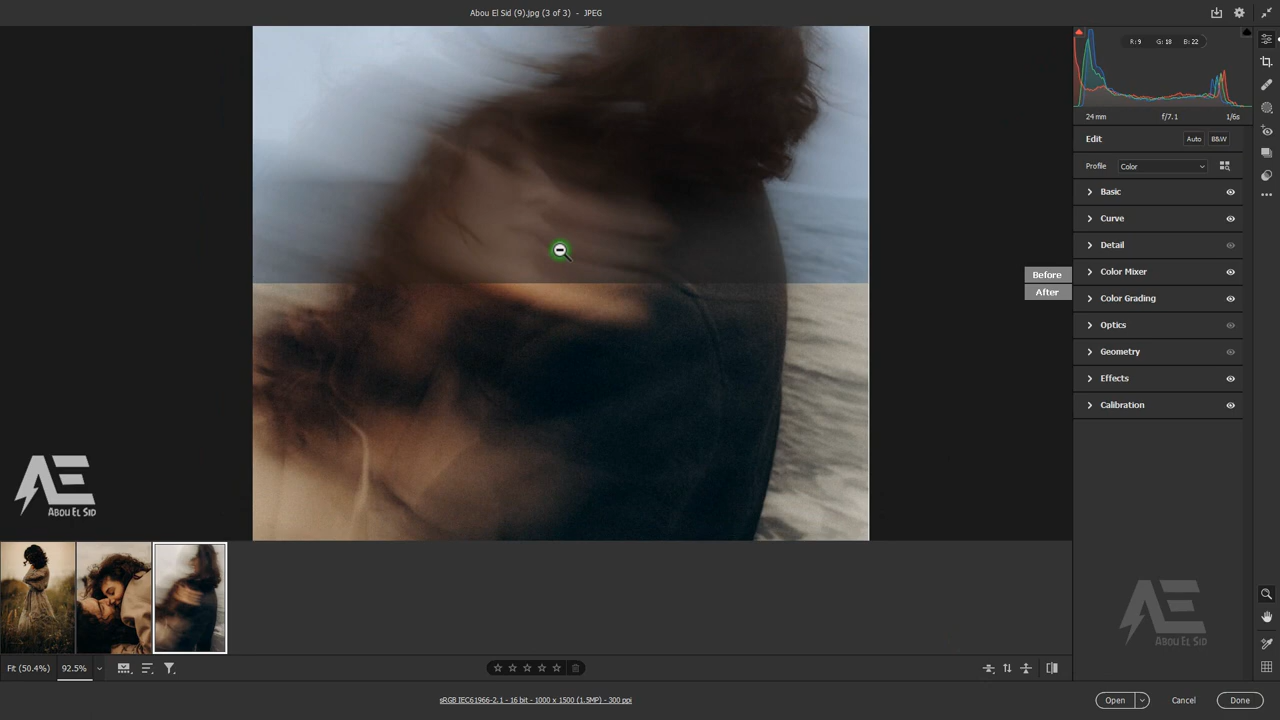 Abou El Sid (9).jpg (3 of 3) - JPEG
R: 9 G: 18 B: 22
24 mm f/7.1 1/6s
Edit Auto B&W
Profile Color
Basic
Curve
Detail
Before
Color Mixer
After
Color Grading
Optics
Geometry
Effects
Calibration
AE
Abou El Sid
AE
Abou El Sid
Fit (50.4%) 92.5%
sRGB IEC61966-2.1 - 16 bit - 1000 x 1500 (1.5MP) - 300 ppi
Open Cancel Done